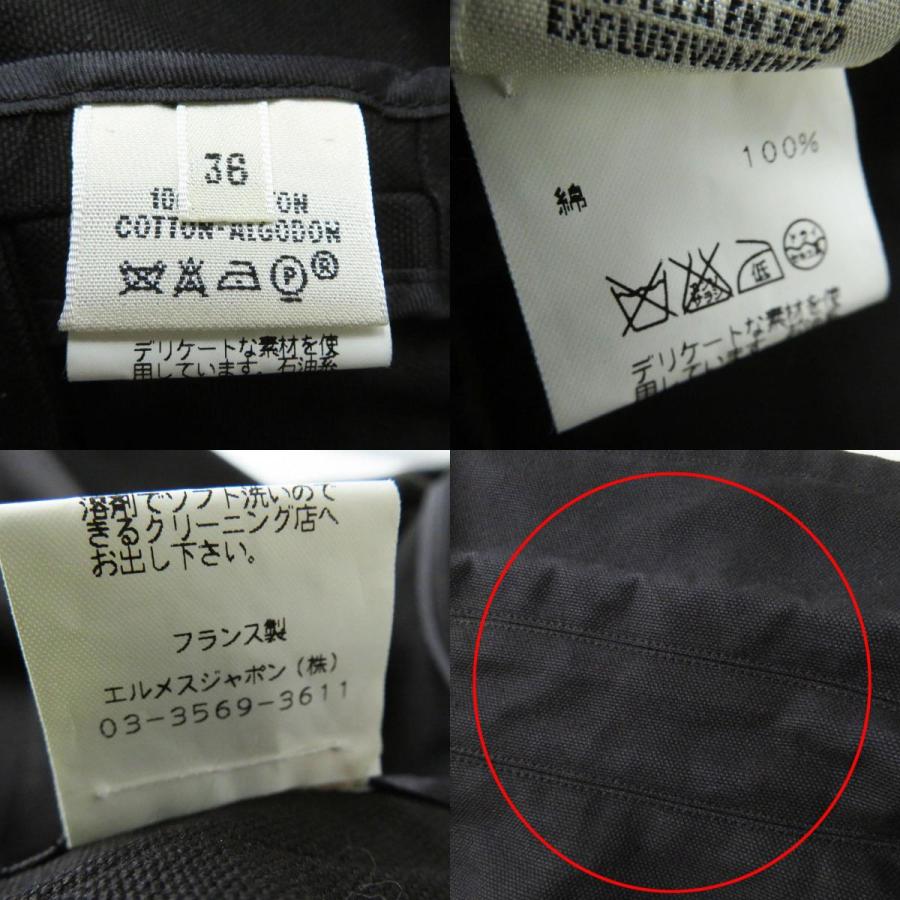 38
COTTON-ALGODON
P
®
デリケートな素材を使
用しています。石油系
EXCLUSIVAMENTE
100%
綿
低
デリケートな素材を使
溶剤でソフト洗いので
きるクリーニング店へ
お出し下さい。
フランス製
エルメスジャポン(株)
03-3569-3611